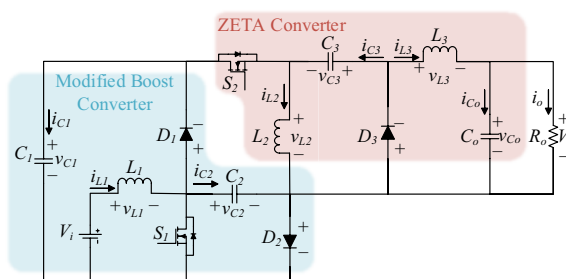 ZETA Converter
Modified Boost
Converter
C3
iC3
iL3
L3
− vC3 +
+ vL3 −
S2
iC1
iL2
iCo
io
C1
+
vC1
−
D1
−
+
L2
+
vL2
−
D3
−
+
Co
+
vCo
−
Ro
+
V
−
iL1
L1
iC2
C2
+ vL1 −
+ vC2 −
Vi
S1
D2
+
−